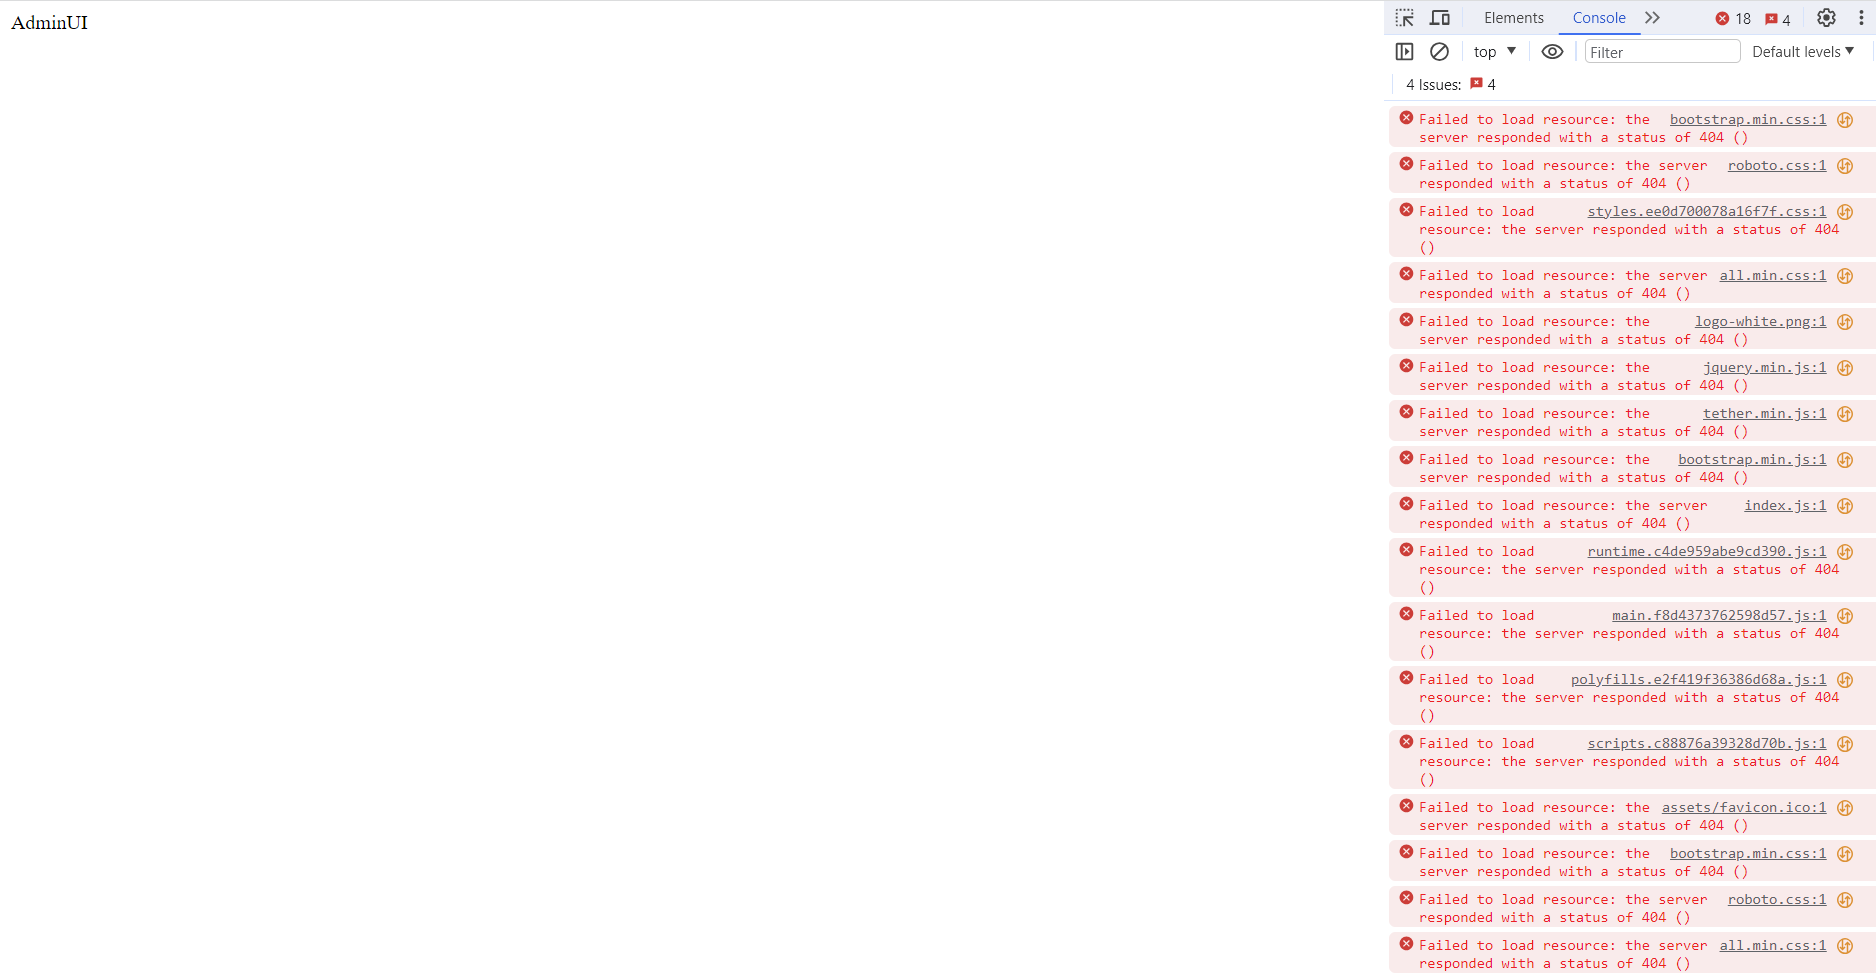 AdminUI
Elements Console 18 4
top Filter Default levels
4 Issues: 4
Failed to load resource: the bootstrap.min.css:1
server responded with a status of 404 ()
Failed to load resource: the server roboto.css:1
responded with a status of 404 ()
Failed to load styles.ee0d700078a16f7f.css:1
resource: the server responded with a status of 404
()
Failed to load resource: the server all.min.css:1
responded with a status of 404 ()
Failed to load resource: the logo-white.png:1
server responded with a status of 404 ()
Failed to load resource: the jquery.min.js:1
server responded with a status of 404 ()
Failed to load resource: the tether.min.js:1
server responded with a status of 404 ()
Failed to load resource: the bootstrap.min.js:1
server responded with a status of 404 ()
Failed to load resource: the server index.js:1
responded with a status of 404 ()
Failed to load runtime.c4de959abe9cd390.js:1
resource: the server responded with a status of 404
()
Failed to load main.f8d4373762598d57.js:1
resource: the server responded with a status of 404
()
Failed to load polyfills.e2f419f36386d68a.js:1
resource: the server responded with a status of 404
()
Failed to load scripts.c88876a39328d70b.js:1
resource: the server responded with a status of 404
()
Failed to load resource: the assets/favicon.ico:1
server responded with a status of 404 ()
Failed to load resource: the bootstrap.min.css:1
server responded with a status of 404 ()
Failed to load resource: the server roboto.css:1
responded with a status of 404 ()
Failed to load resource: the server all.min.css:1
responded with a status of 404 ()